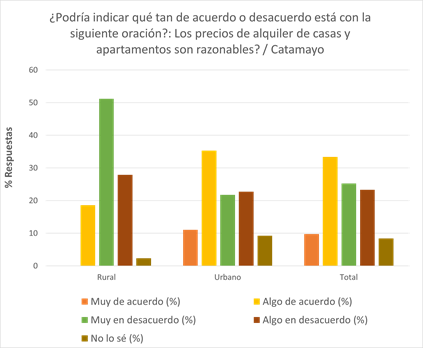 ¿Podría indicar qué tan de acuerdo o desacuerdo está con la
siguiente oración?: Los precios de alquiler de casas y
apartamentos son razonables? / Catamayo
% Respuestas
60
50
40
30
20
10
0
Rural Urbano Total
Muy de acuerdo (%) Algo de acuerdo (%)
Muy en desacuerdo (%) Algo en desacuerdo (%)
No lo sé (%)